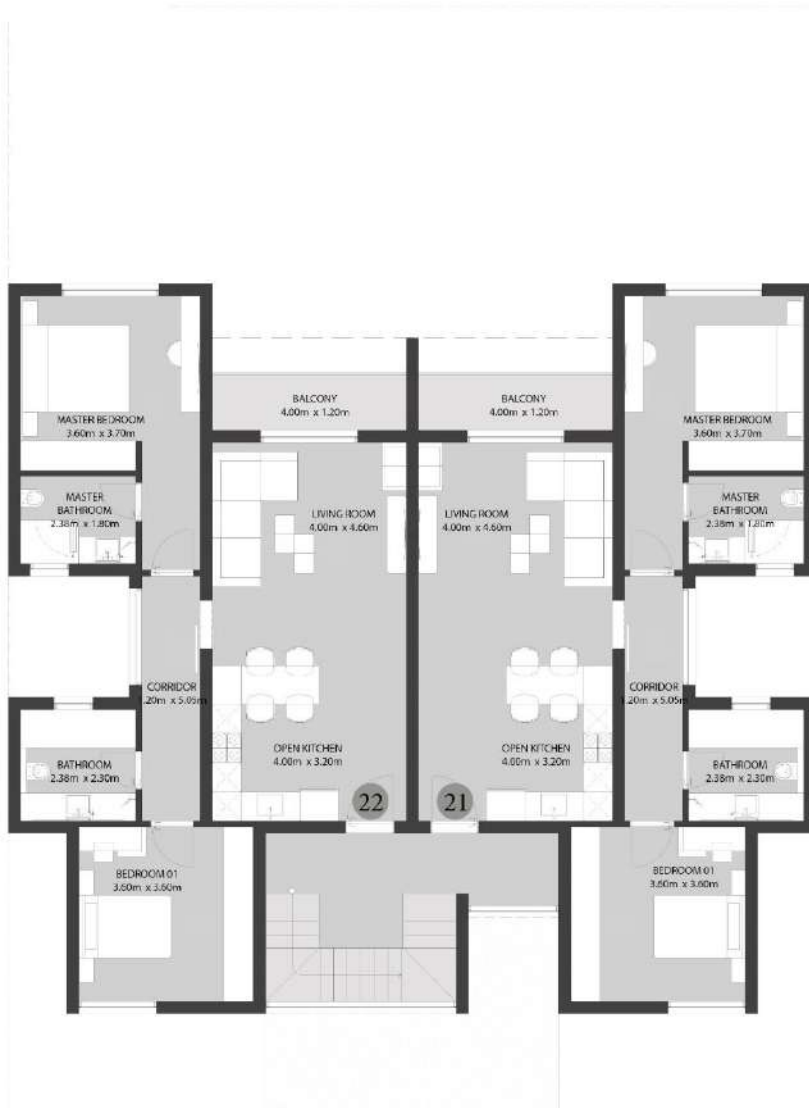 BALCONY
4.00m x 1.20m
BALCONY
4.00m x 1.20m
MASTER BEDROOM
3.60m x 3.70m
MASTER BEDROOM
3.60m x 3.70m
MASTER
BATHROOM
2.38m x 1.80m
LIVING ROOM
4.00m x 4.60m
LIVING ROOM
4.00m x 4.60m
MASTER
BATHROOM
2.38m x 1.80m
CORRIDOR
1.20m x 5.05m
CORRIDOR
1.20m x 5.05m
BATHROOM
2.38m x 2.30m
OPEN KITCHEN
4.00m x 3.20m
OPEN KITCHEN
4.00m x 3.20m
BATHROOM
2.38m x 2.30m
22
21
BEDROOM 01
3.60m x 3.60m
BEDROOM 01
3.60m x 3.60m